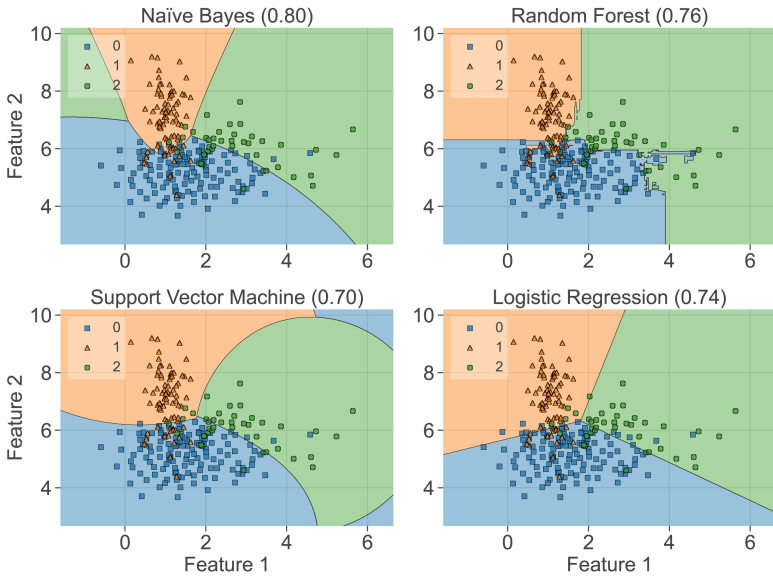 Naïve Bayes (0.80)
Random Forest (0.76)
10
8
6
4
Feature 2
0
1
2
0 2 4 6
10
8
6
4
0
1
2
0 2 4 6
Support Vector Machine (0.70)
Logistic Regression (0.74)
10
8
6
4
Feature 2
0
1
2
0 2 4 6
Feature 1
10
8
6
4
0
1
2
0 2 4 6
Feature 1